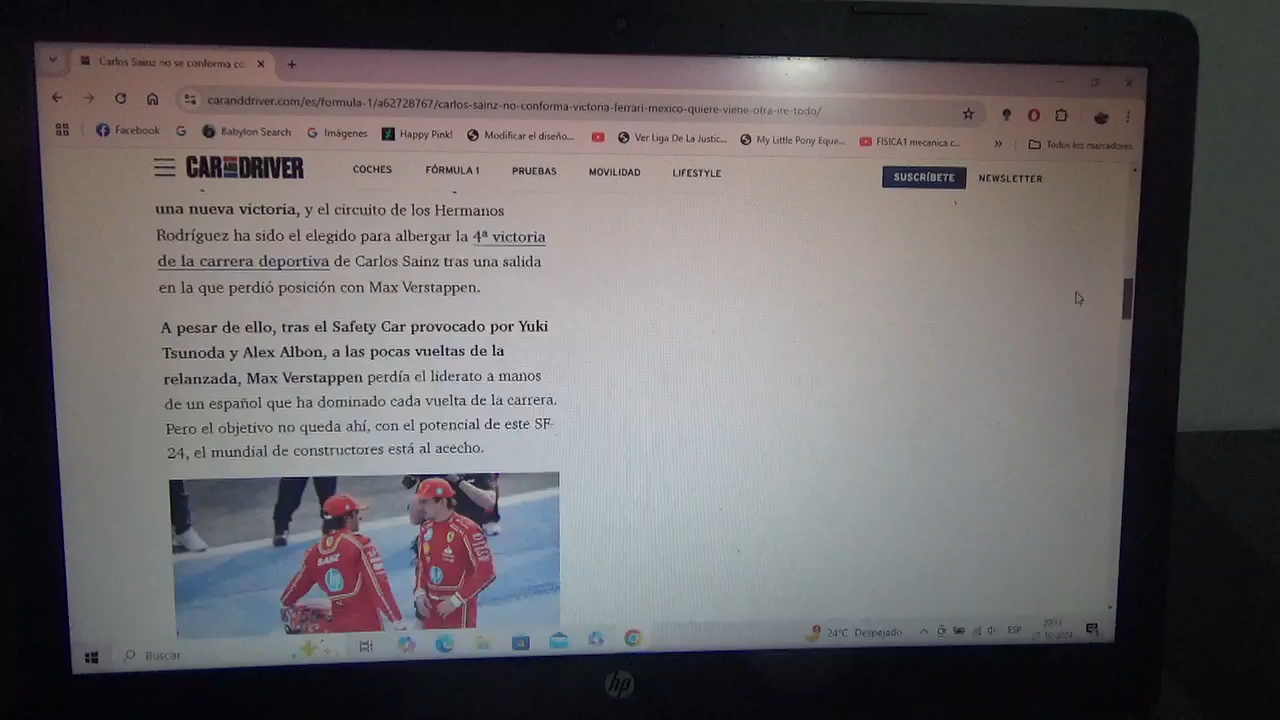 Carlos Sainz no se conforma co
caranddriver.com/es/formula-1/a62728767/carlos-sainz-no-conforma-victoria-ferrari-mexico-quiere-viene-otra-ire-todo/
Facebook Babylon Search Imágenes Happy Pink! Modificar el diseño... Ver Liga De La Justic... My Little Pony Eque... FISICA1 mecanica c... » Todos los marcadores
CAR AND DRIVER COCHES FÓRMULA 1 PRUEBAS MOVILIDAD LIFESTYLE SUSCRÍBETE NEWSLETTER
una nueva victoria, y el circuito de los Hermanos
Rodríguez ha sido el elegido para albergar la 4ª victoria
de la carrera deportiva de Carlos Sainz tras una salida
en la que perdió posición con Max Verstappen.
A pesar de ello, tras el Safety Car provocado por Yuki
Tsunoda y Alex Albon, a las pocas vueltas de la
relanzada, Max Verstappen perdía el liderato a manos
de un español que ha dominado cada vuelta de la carrera.
Pero el objetivo no queda ahí, con el potencial de este SF-
24, el mundial de constructores está al acecho.
SAINZ
Buscar 24°C Despejado ESP
hp